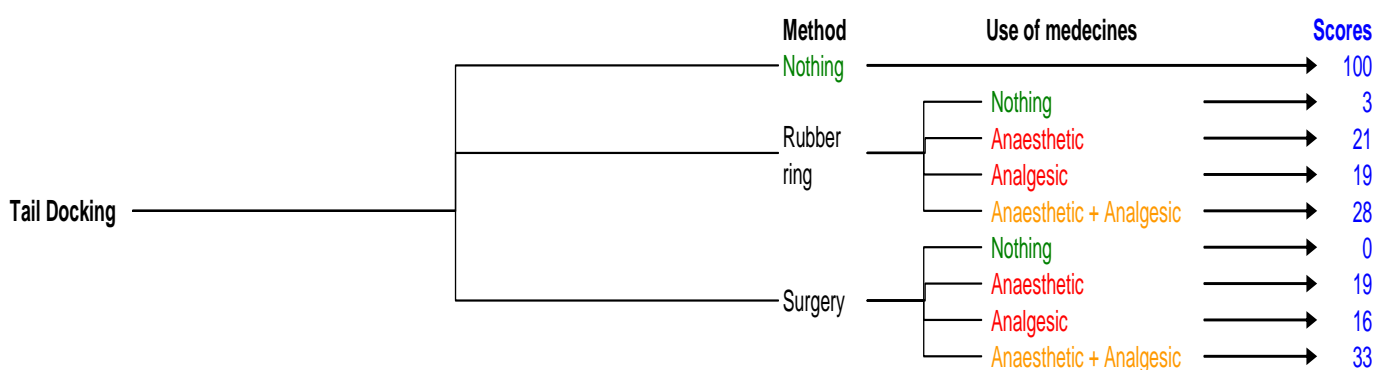 Method Use of medecines Scores
Nothing 100
Nothing 3
Rubber Anaesthetic 21
ring Analgesic 19
Tail Docking Anaesthetic + Analgesic 28
Nothing 0
Surgery Anaesthetic 19
Analgesic 16
Anaesthetic + Analgesic 33